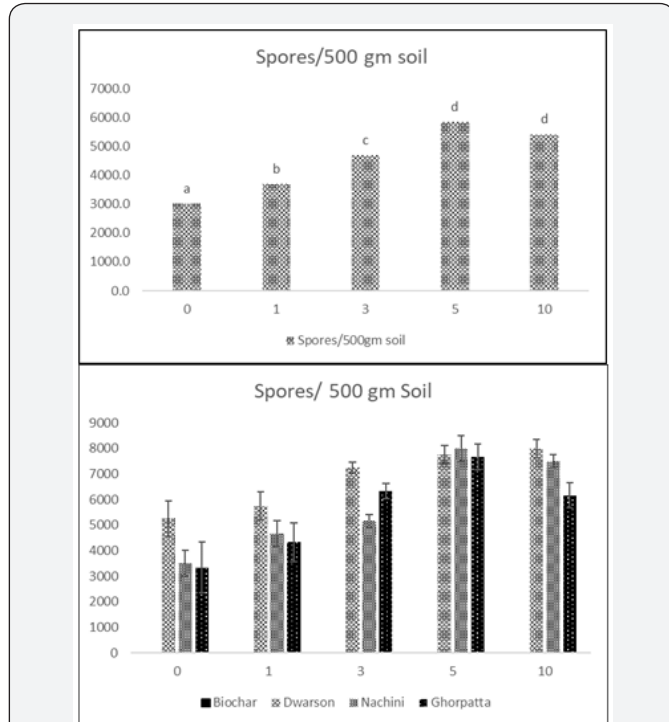 Spores/500 gm soil
7000.0
6000.0
5000.0
4000.0
3000.0
2000.0
1000.0
0.0
a
b
c
d
d
0 1 3 5 10
Spores/500gm soil
Spores/ 500 gm Soil
9000
8000
7000
6000
5000
4000
3000
2000
1000
0
0 1 3 5 10
Biochar Dwarson Nachini Ghorpatta